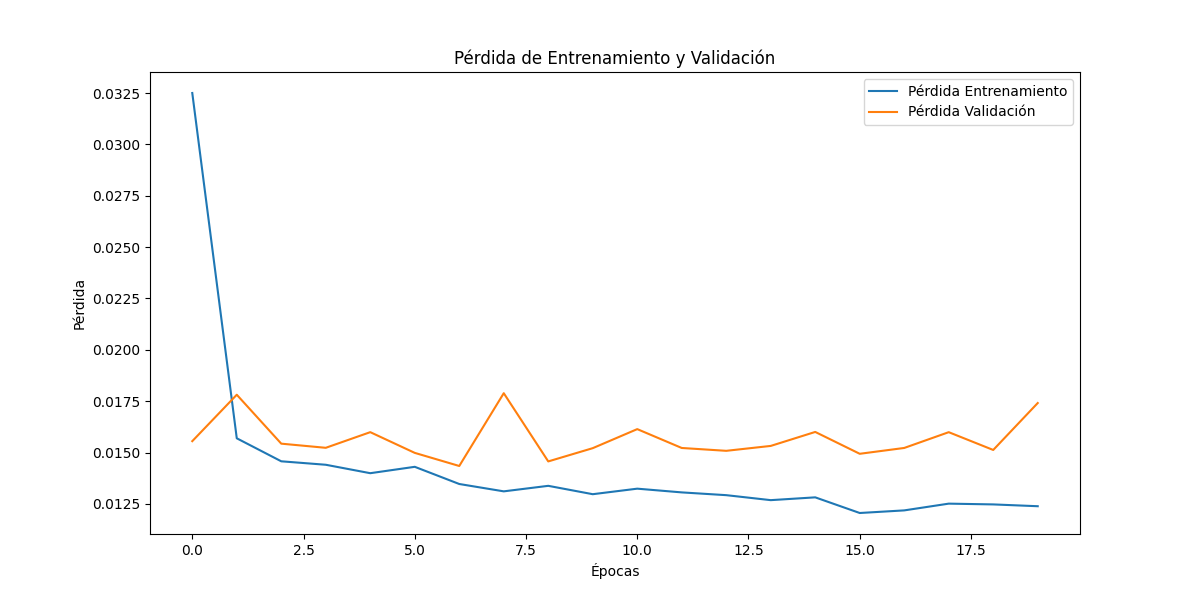 Pérdida de Entrenamiento y Validación
Pérdida Entrenamiento
Pérdida Validación
Pérdida
0.0325
0.0300
0.0275
0.0250
0.0225
0.0200
0.0175
0.0150
0.0125
0.0 2.5 5.0 7.5 10.0 12.5 15.0 17.5
Épocas